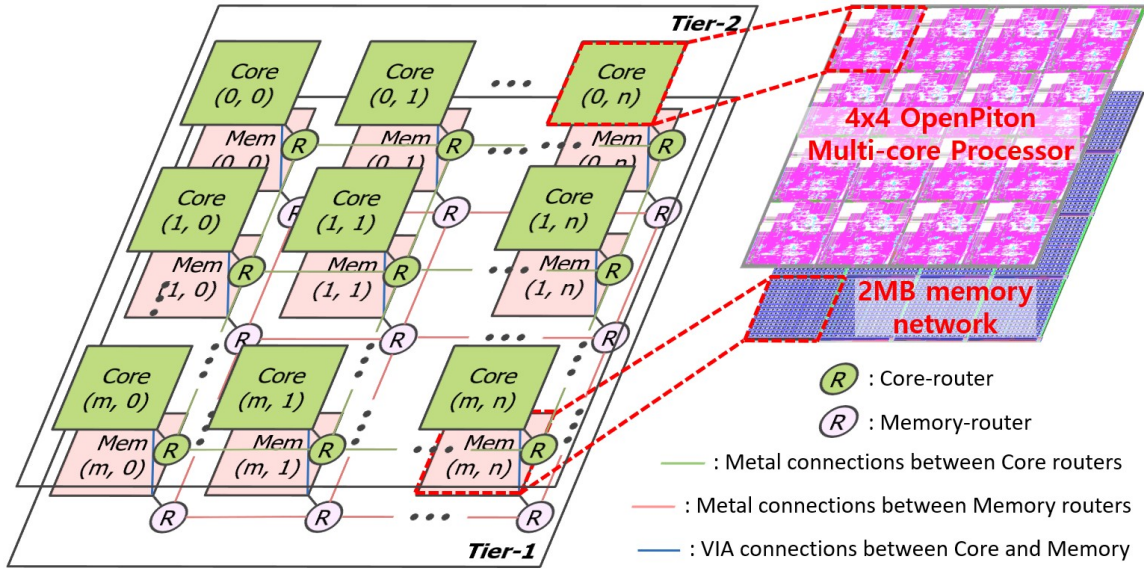 Tier-2
Core
(0, 0)
Core
(0, 1)
Core
(0, n)
Mem
(0, 0)
R
Mem
(0, 1)
R
Mem
(0, n)
R
R
R
R
Core
(1, 0)
Core
(1, 1)
Core
(1, n)
Mem
(1, 0)
R
Mem
(1, 1)
R
Mem
(1, n)
R
R
R
R
Core
(m, 0)
Core
(m, 1)
Core
(m, n)
Mem
(m, 0)
R
Mem
(m, 1)
R
Mem
(m, n)
R
R
R
R
Tier-1
4x4 OpenPiton
Multi-core Processor
2MB memory
network
R : Core-router
R : Memory-router
: Metal connections between Core routers
: Metal connections between Memory routers
: VIA connections between Core and Memory